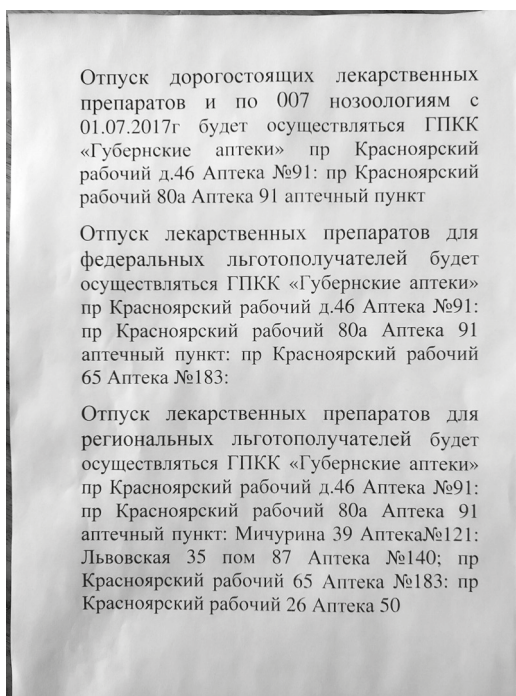 Отпуск дорогостоящих лекарственных
препаратов и по 007 нозоологиям с
01.07.2017г будет осуществляться ГПКК
«Губернские аптеки» пр Красноярский
рабочий д.46 Аптека №91: пр Красноярский
рабочий 80а Аптека 91 аптечный пункт
Отпуск лекарственных препаратов для
федеральных льготополучателей будет
осуществляться ГПКК «Губернские аптеки»
пр Красноярский рабочий д.46 Аптека №91:
пр Красноярский рабочий 80а Аптека 91
аптечный пункт: пр Красноярский рабочий
65 Аптека №183:
Отпуск лекарственных препаратов для
региональных льготополучателей будет
осуществляться ГПКК «Губернские аптеки»
пр Красноярский рабочий д.46 Аптека №91:
пр Красноярский рабочий 80а Аптека 91
аптечный пункт: Мичурина 39 Аптека№121:
Львовская 35 пом 87 Аптека №140; пр
Красноярский рабочий 65 Аптека №183: пр
Красноярский рабочий 26 Аптека 50